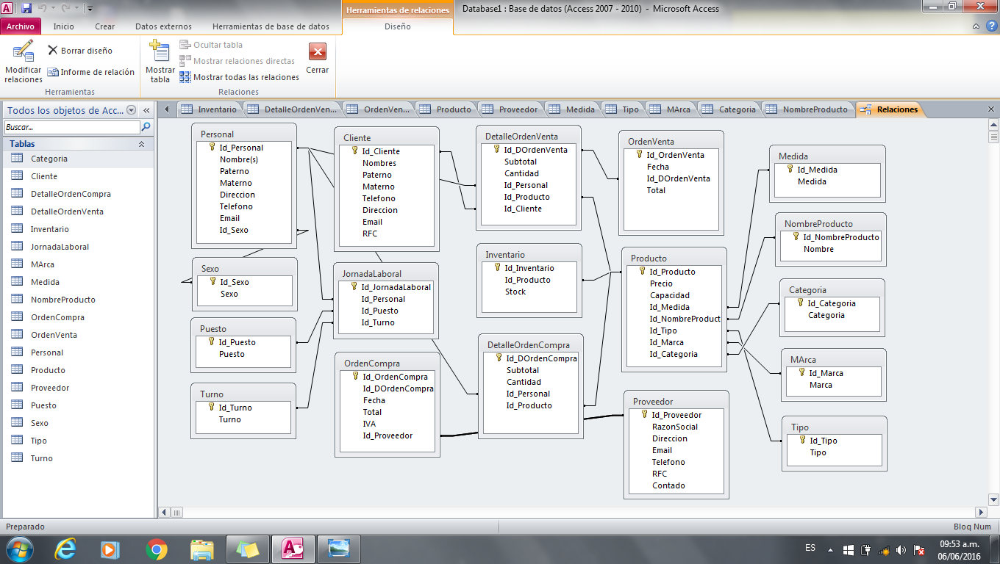 Herramientas de relaciones
Database1 : Base de datos (Access 2007 - 2010) - Microsoft Access
Archivo
Inicio
Crear
Datos externos
Herramientas de base de datos
Diseño
Modificar relaciones
Borrar diseño
Informe de relación
Herramientas
Mostrar tabla
Ocultar tabla
Mostrar relaciones directas
Mostrar todas las relaciones
Cerrar
Relaciones
Todos los objetos de Acc...
Buscar...
Tablas
Categoria
Cliente
DetalleOrdenCompra
DetalleOrdenVenta
Inventario
JornadaLaboral
MArca
Medida
NombreProducto
OrdenCompra
OrdenVenta
Personal
Producto
Proveedor
Puesto
Sexo
Tipo
Turno
Inventario
DetalleOrdenVen...
OrdenVen...
Producto
Proveedor
Medida
Tipo
MArca
Categoria
NombreProducto
Relaciones
Personal
Id_Personal
Nombre(s)
Paterno
Materno
Direccion
Telefono
Email
Id_Sexo
Sexo
Id_Sexo
Sexo
Puesto
Id_Puesto
Puesto
Turno
Id_Turno
Turno
Cliente
Id_Cliente
Nombres
Paterno
Materno
Telefono
Direccion
Email
RFC
JornadaLaboral
Id_JornadaLaboral
Id_Personal
Id_Puesto
Id_Turno
OrdenCompra
Id_OrdenCompra
Id_DOrdenCompra
Fecha
Total
IVA
Id_Proveedor
DetalleOrdenVenta
Id_DOrdenVenta
Subtotal
Cantidad
Id_Personal
Id_Producto
Id_Cliente
Inventario
Id_Inventario
Id_Producto
Stock
DetalleOrdenCompra
Id_DOrdenCompra
Subtotal
Cantidad
Id_Personal
Id_Producto
OrdenVenta
Id_OrdenVenta
Fecha
Id_DOrdenVenta
Total
Producto
Id_Producto
Precio
Capacidad
Id_Medida
Id_NombreProduct
Id_Tipo
Id_Marca
Id_Categoria
Proveedor
Id_Proveedor
RazonSocial
Direccion
Email
Telefono
RFC
Contado
Medida
Id_Medida
Medida
NombreProducto
Id_NombreProducto
Nombre
Categoria
Id_Categoria
Categoria
MArca
Id_Marca
Marca
Tipo
Id_Tipo
Tipo
Preparado
Bloq Num
ES
09:53 a.m.
06/06/2016